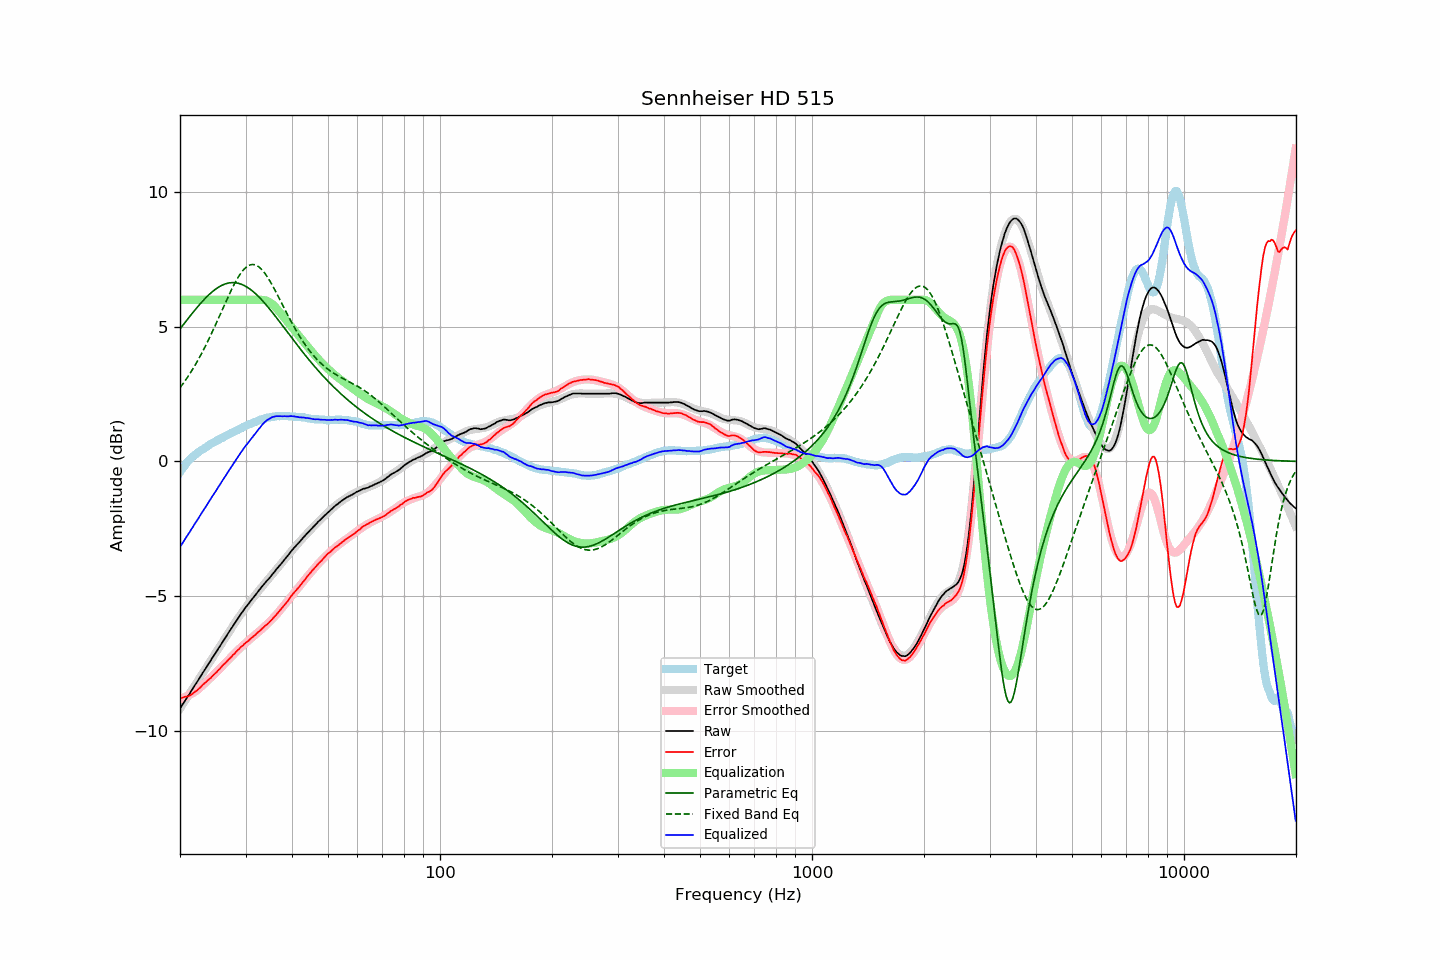 Sennheiser HD 515
Amplitude (dBr)
10
5
0
−5
−10
Target
Raw Smoothed
Error Smoothed
Raw
Error
Equalization
Parametric Eq
Fixed Band Eq
Equalized
100
1000
10000
Frequency (Hz)